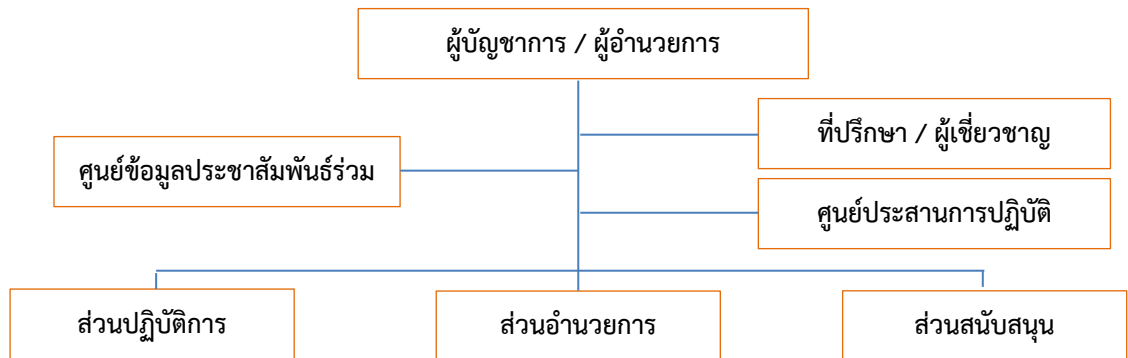 ผู้บัญชาการ / ผู้อำนวยการ
ที่ปรึกษา / ผู้เชี่ยวชาญ
ศูนย์ข้อมูลประชาสัมพันธ์ร่วม
ศูนย์ประสานการปฏิบัติ
ส่วนปฏิบัติการ
ส่วนอำนวยการ
ส่วนสนับสนุน